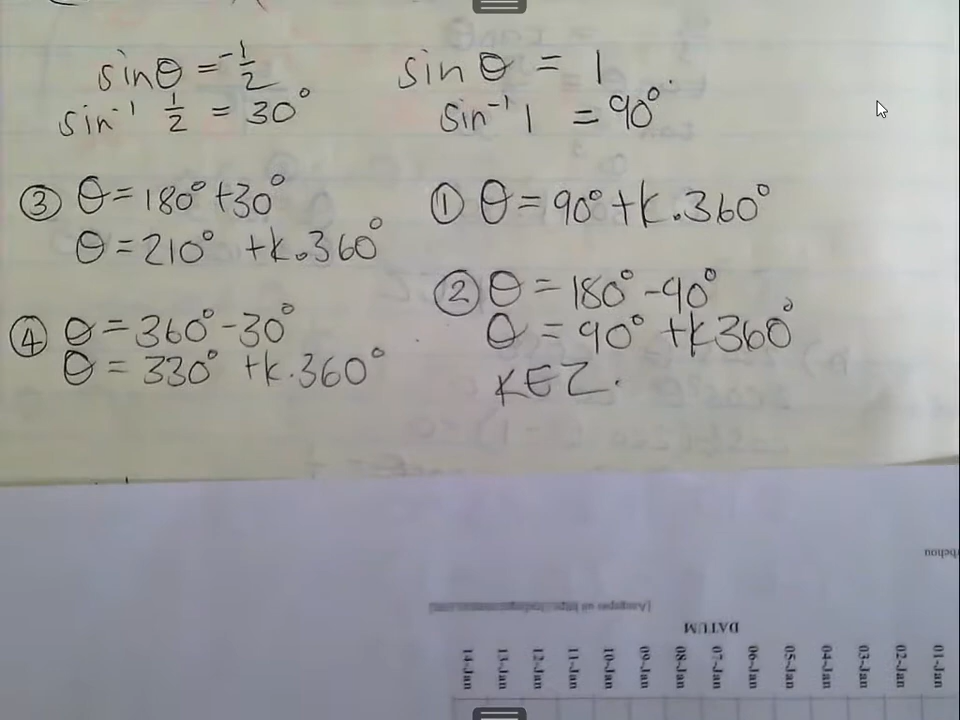 sinθ = -1/2
sin⁻¹ 1/2 = 30°
③ θ = 180° + 30°
θ = 210° + k.360°
④ θ = 360° - 30°
θ = 330° + k.360°
sin θ = 1
sin⁻¹ 1 = 90°
① θ = 90° + k.360°
② θ = 180° - 90°
θ = 90° + k360°
KEZ.
DATUM
14-Jan
13-Jan
12-Jan
11-Jan
10-Jan
09-Jan
08-Jan
07-Jan
06-Jan
05-Jan
04-Jan
03-Jan
02-Jan
01-Jan